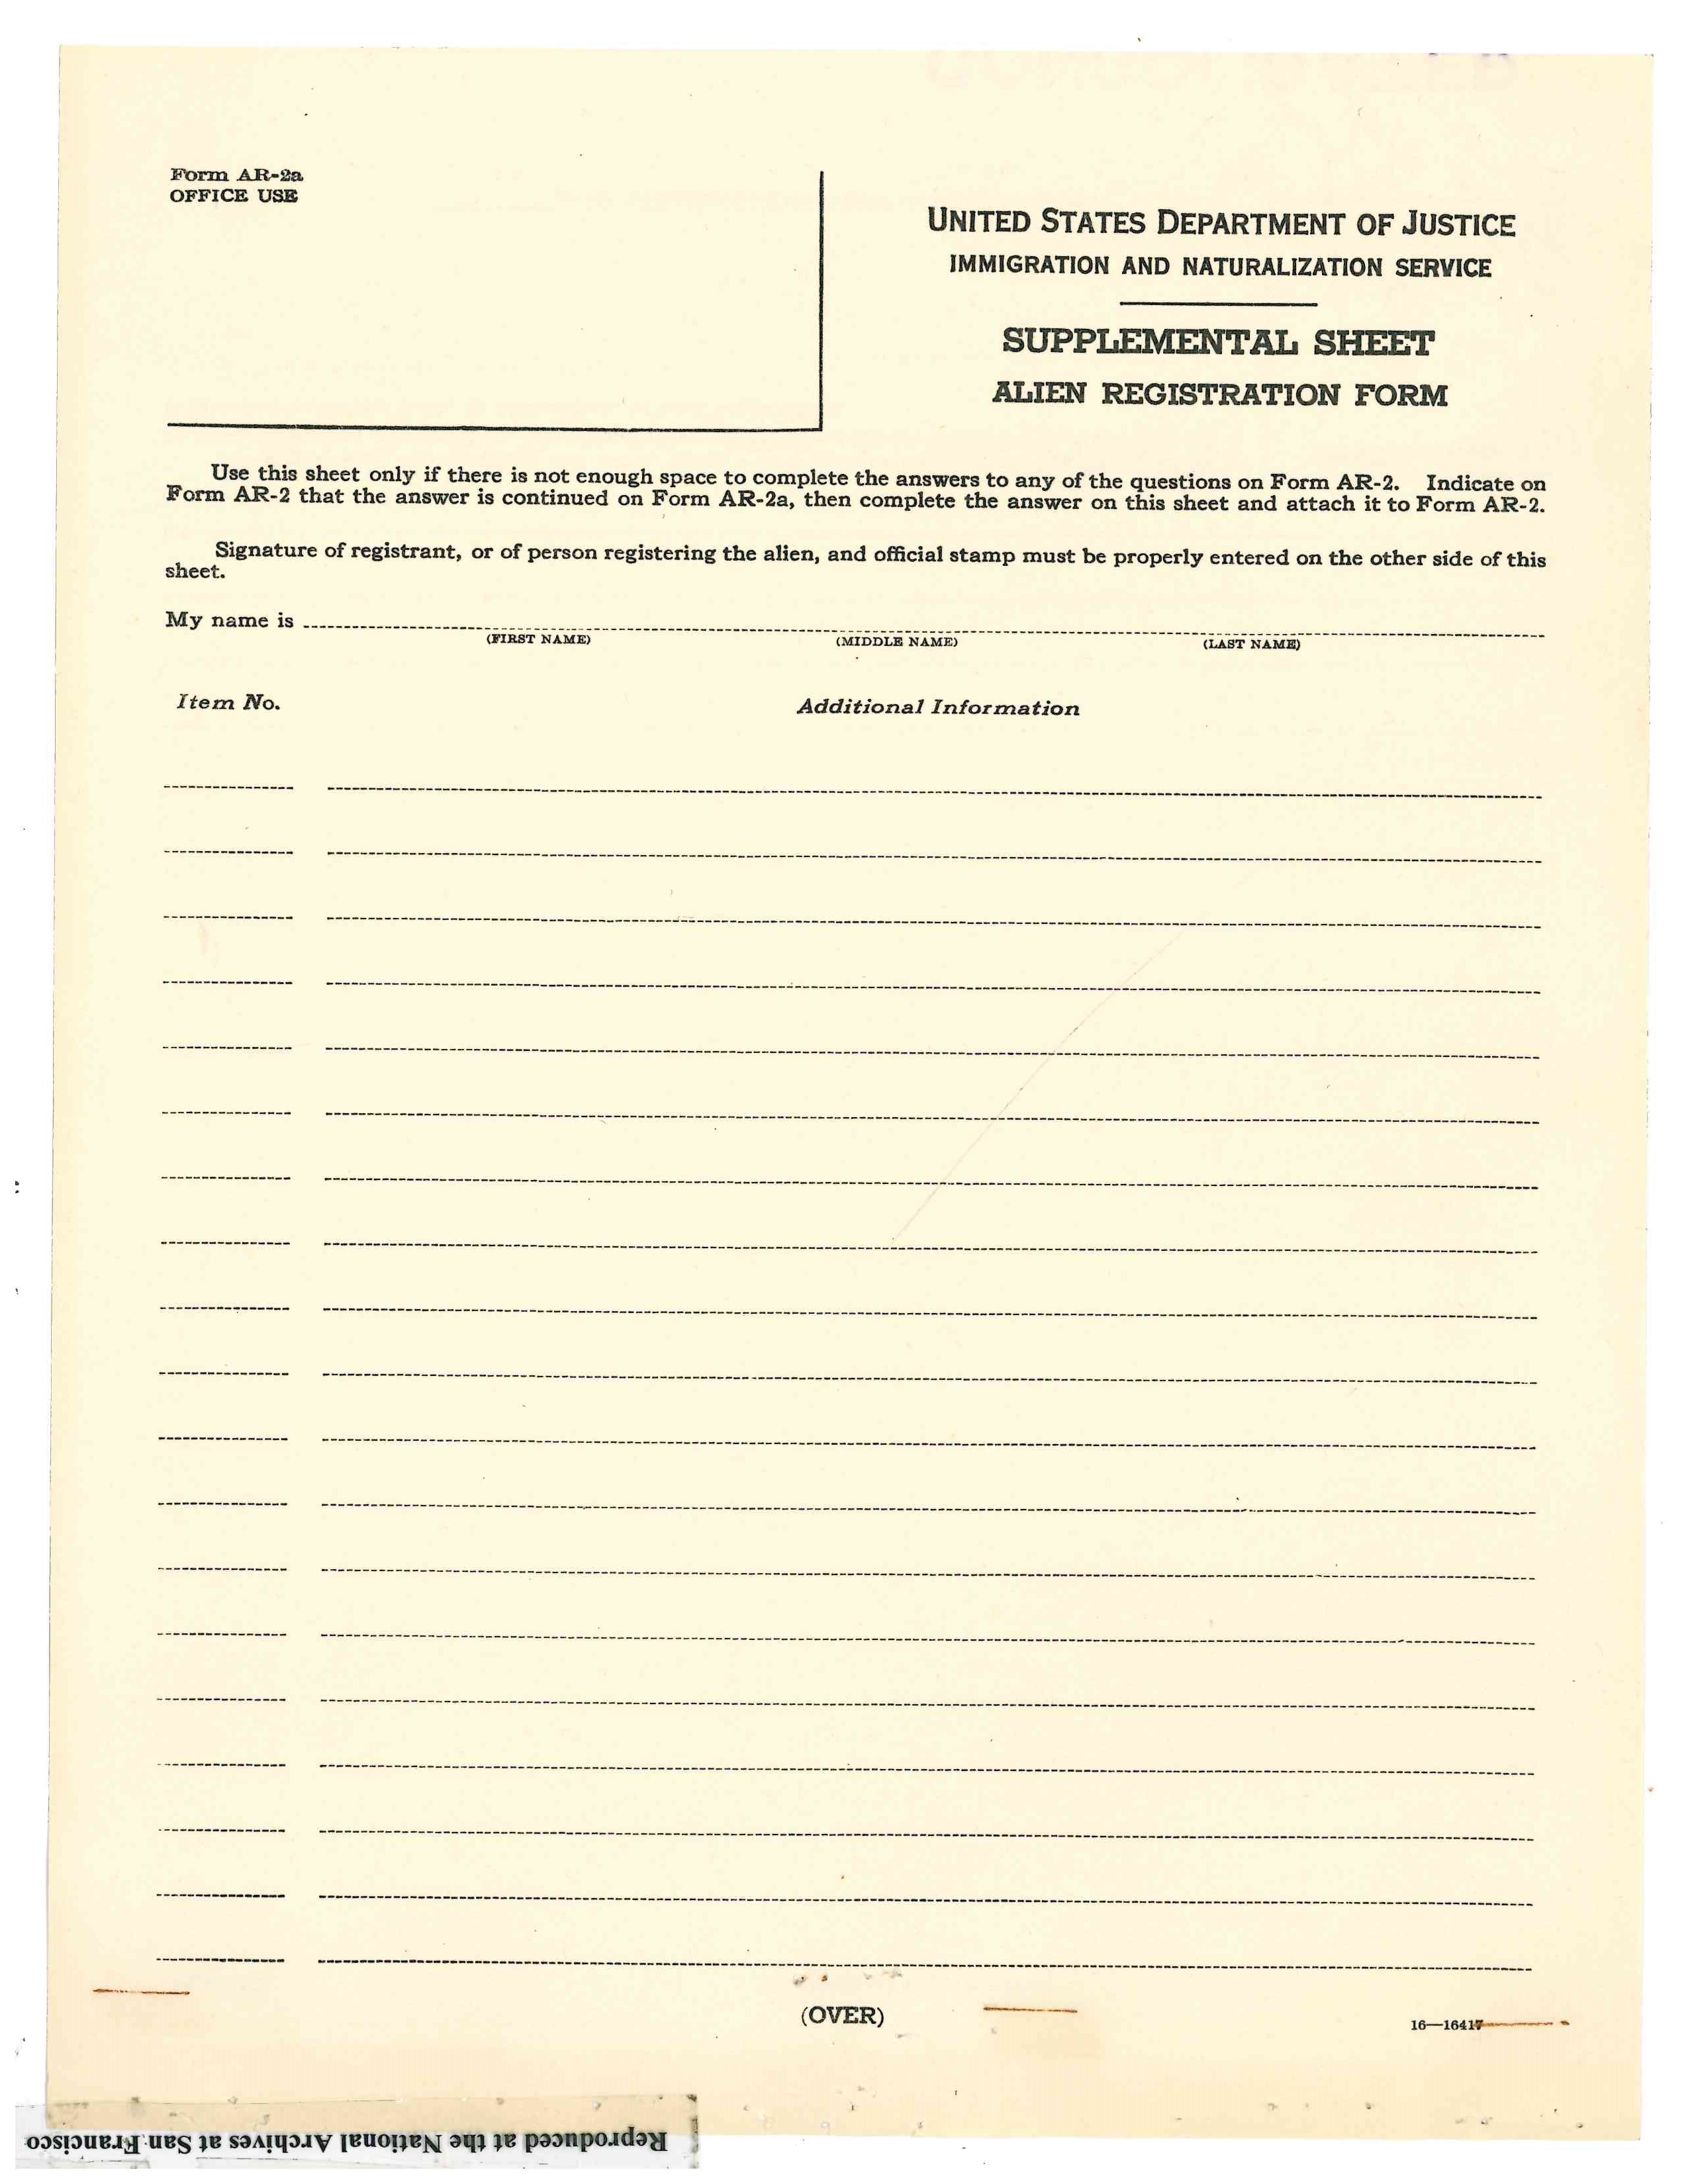 Form AR-2a
OFFICE USE
UNITED STATES DEPARTMENT OF JUSTICE
IMMIGRATION AND NATURALIZATION SERVICE
SUPPLEMENTAL SHEET
ALIEN REGISTRATION FORM
Use this sheet only if there is not enough space to complete the answers to any of the questions on Form AR-2. Indicate on
Form AR-2 that the answer is continued on Form AR-2a, then complete the answer on this sheet and attach it to Form AR-2.
Signature of registrant, or of person registering the alien, and official stamp must be properly entered on the other side of this
sheet.
My name is
(FIRST NAME) (MIDDLE NAME) (LAST NAME)
Item No. Additional Information
(OVER)
16—16417
Reproduced at the National Archives at San Francisco